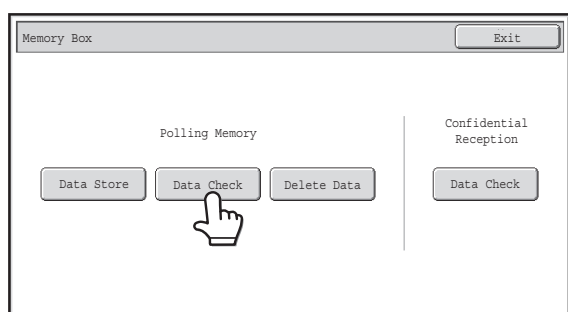 Memory Box
Exit
Polling Memory
Confidential
Reception
Data Store
Data Check
Delete Data
Data Check